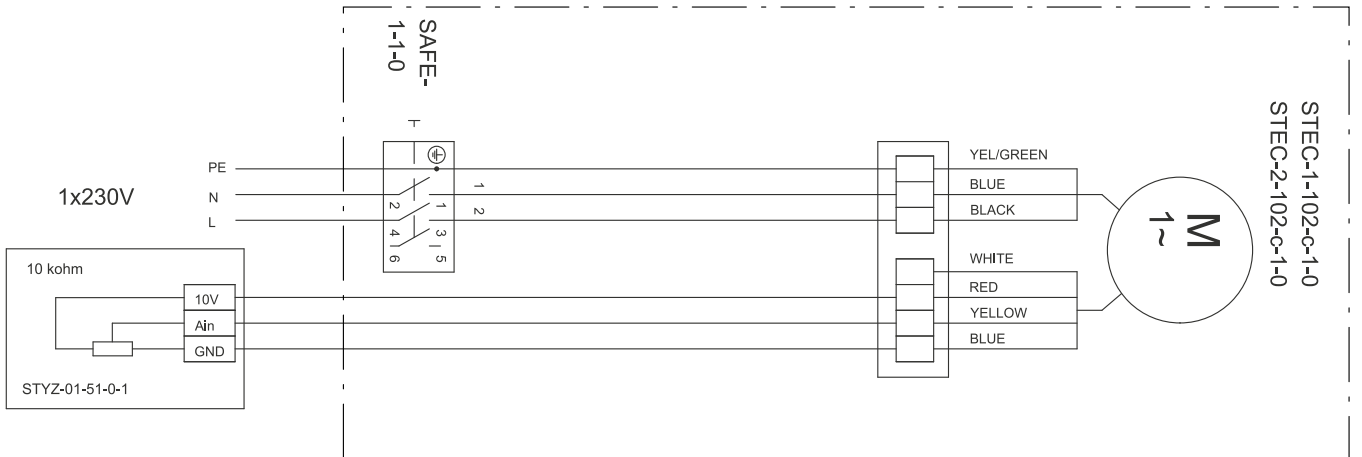 SAFE-
1-1-0
STEC-1-102-c-1-0
STEC-2-102-c-1-0
PE
N
L
1x230V
1
2
2
1
4
3
6
5
YEL/GREEN
BLUE
BLACK
M
1~
WHITE
RED
YELLOW
BLUE
10 kohm
10V
Ain
GND
STYZ-01-51-0-1